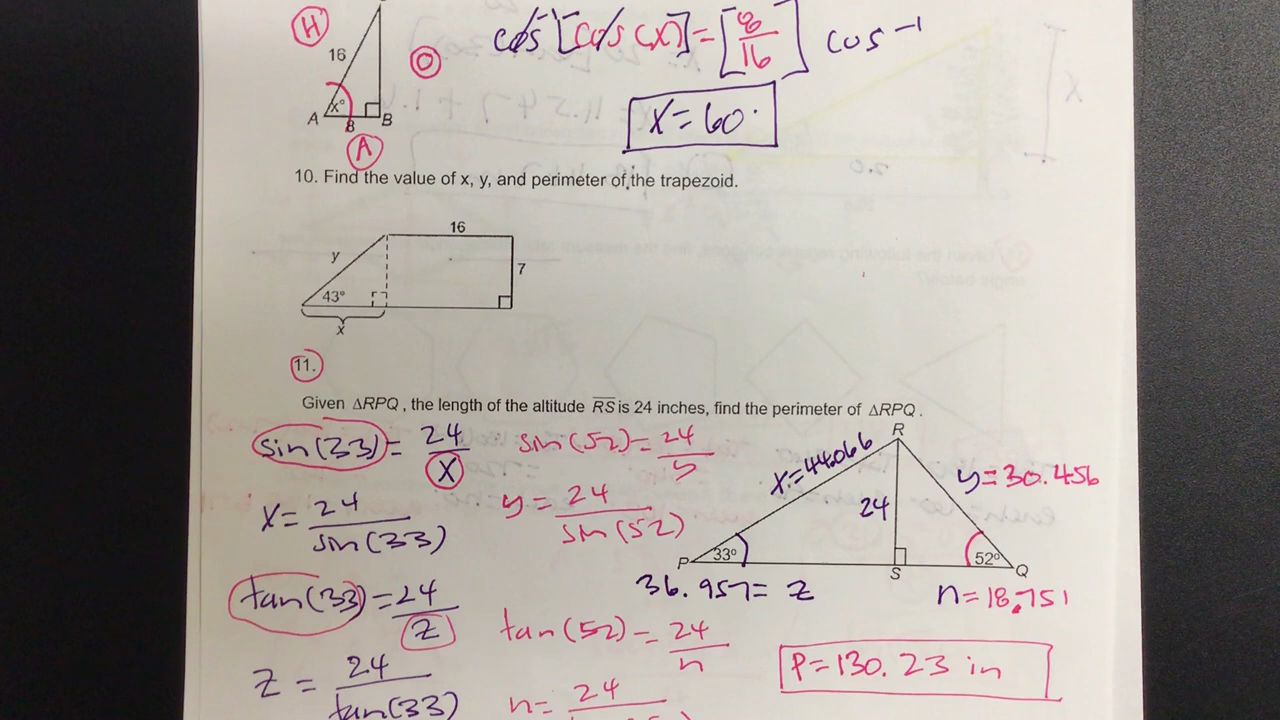 H
16
O
x°
A
8
B
A
cos⁻¹ [cos(x)] = [8/16] cos⁻¹
x = 60°
10. Find the value of x, y, and perimeter of the trapezoid.
16
y
7
43°
x
11.
Given ΔRPQ, the length of the altitude RS is 24 inches, find the perimeter of ΔRPQ.
sin(33) = 24/x
sin(52) = 24/y
x = 24/sin(33)
y = 24/sin(52)
R
x = 44.066
y = 30.456
24
P
33°
52°
S
Q
36.957 = z
n = 18.751
tan(33) = 24/z
tan(52) = 24/n
P = 130.23 in
z = 24/tan(33)
n = 24